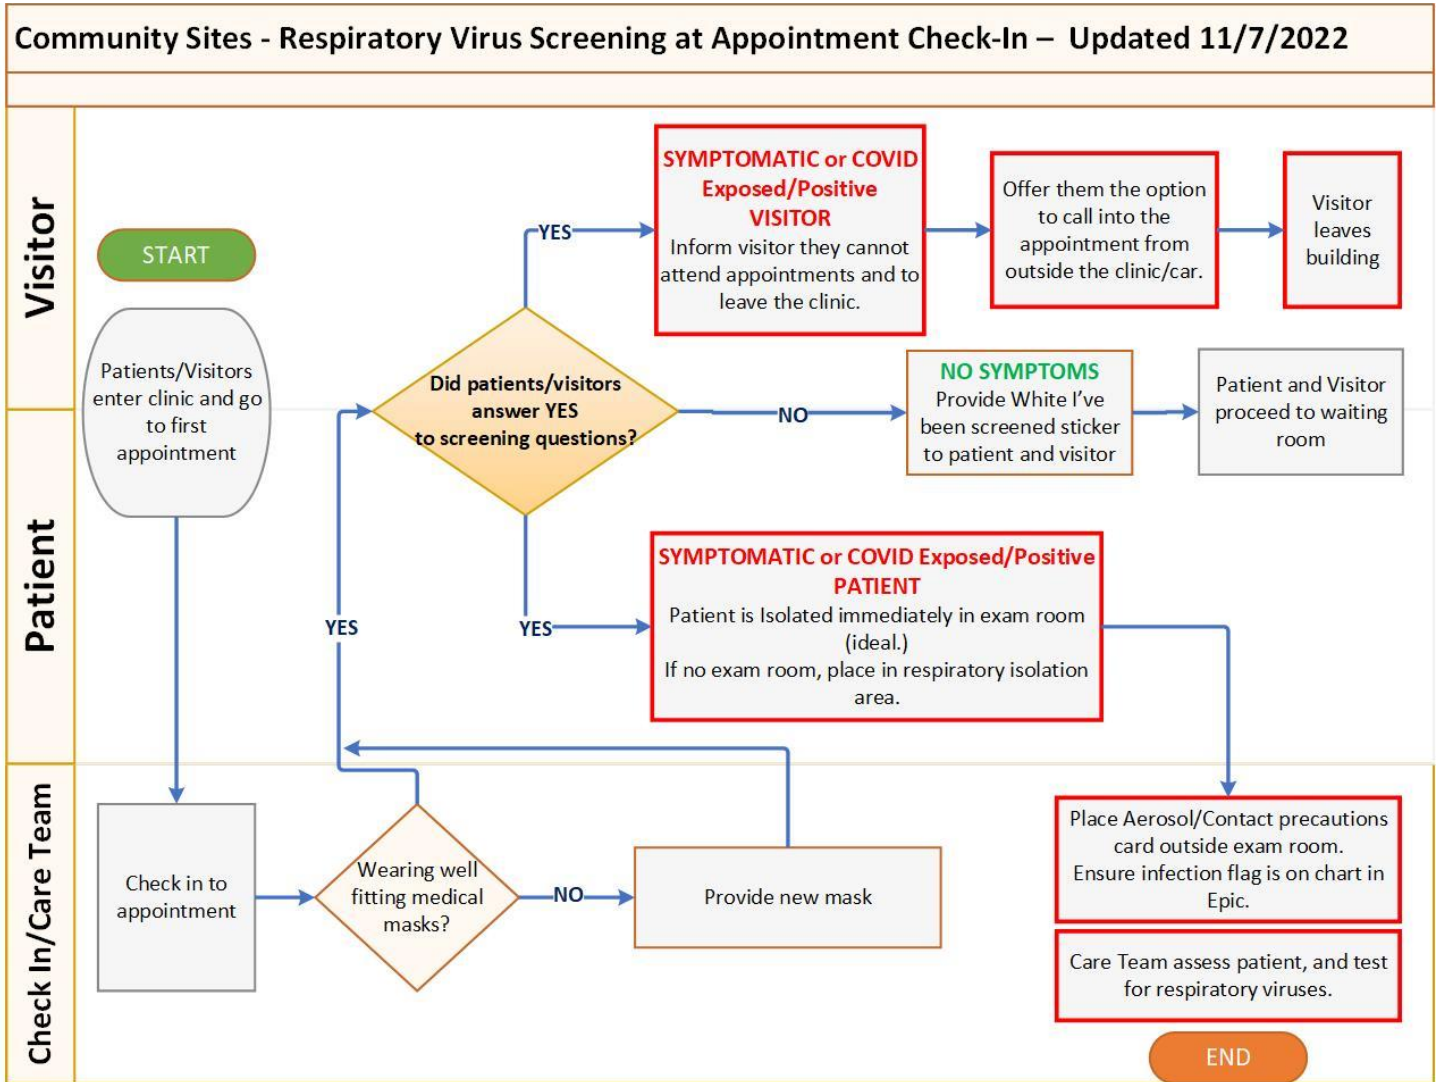 Community Sites - Respiratory Virus Screening at Appointment Check-In – Updated 11/7/2022
Visitor
START
Patients/Visitors
enter clinic and go
to first
appointment
Did patients/visitors
answer YES
to screening questions?
YES
SYMPTOMATIC or COVID
Exposed/Positive
VISITOR
Inform visitor they cannot
attend appointments and to
leave the clinic.
Offer them the option
to call into the
appointment from
outside the clinic/car.
Visitor
leaves
building
NO
NO SYMPTOMS
Provide White I’ve
been screened sticker
to patient and visitor
Patient and Visitor
proceed to waiting
room
Patient
YES
YES
SYMPTOMATIC or COVID Exposed/Positive
PATIENT
Patient is Isolated immediately in exam room
(ideal.)
If no exam room, place in respiratory isolation
area.
Check In/Care Team
Check in to
appointment
Wearing well
fitting medical
masks?
NO
Provide new mask
Place Aerosol/Contact precautions
card outside exam room.
Ensure infection flag is on chart in
Epic.
Care Team assess patient, and test
for respiratory viruses.
END